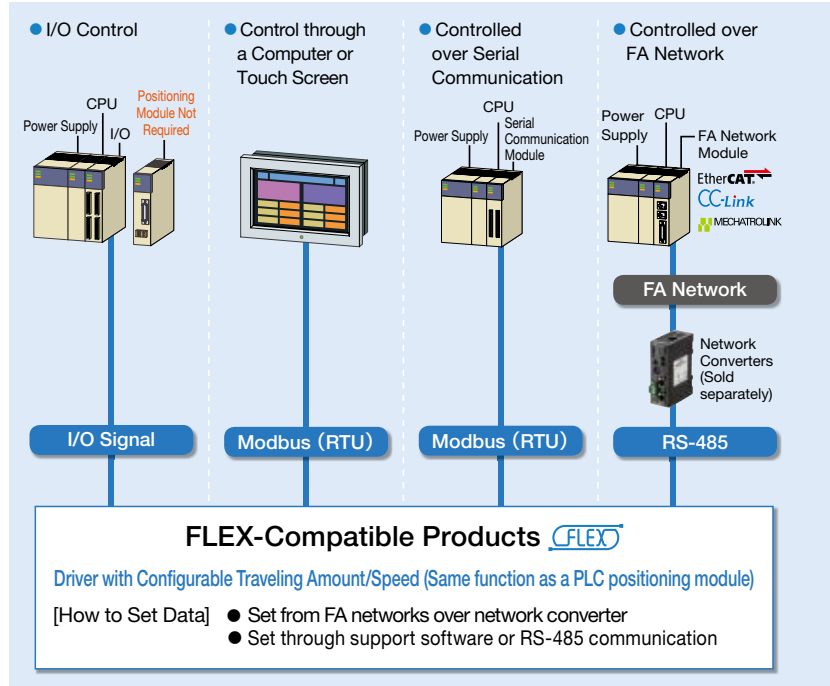 ● I/O Control
Positioning
Module Not
Required
CPU
Power Supply
I/O
I/O Signal
● Control through
a Computer or
Touch Screen
Modbus (RTU)
● Controlled
over Serial
Communication
CPU
Serial
Communication
Module
Power Supply
Modbus (RTU)
● Controlled over
FA Network
Power
Supply
CPU
FA Network
Module
EtherCAT.
CC-Link
MECHATROLINK
FA Network
Network
Converters
(Sold
separately)
RS-485
FLEX-Compatible Products FLEX
Driver with Configurable Traveling Amount/Speed (Same function as a PLC positioning module)
[How to Set Data] ● Set from FA networks over network converter
● Set through support software or RS-485 communication